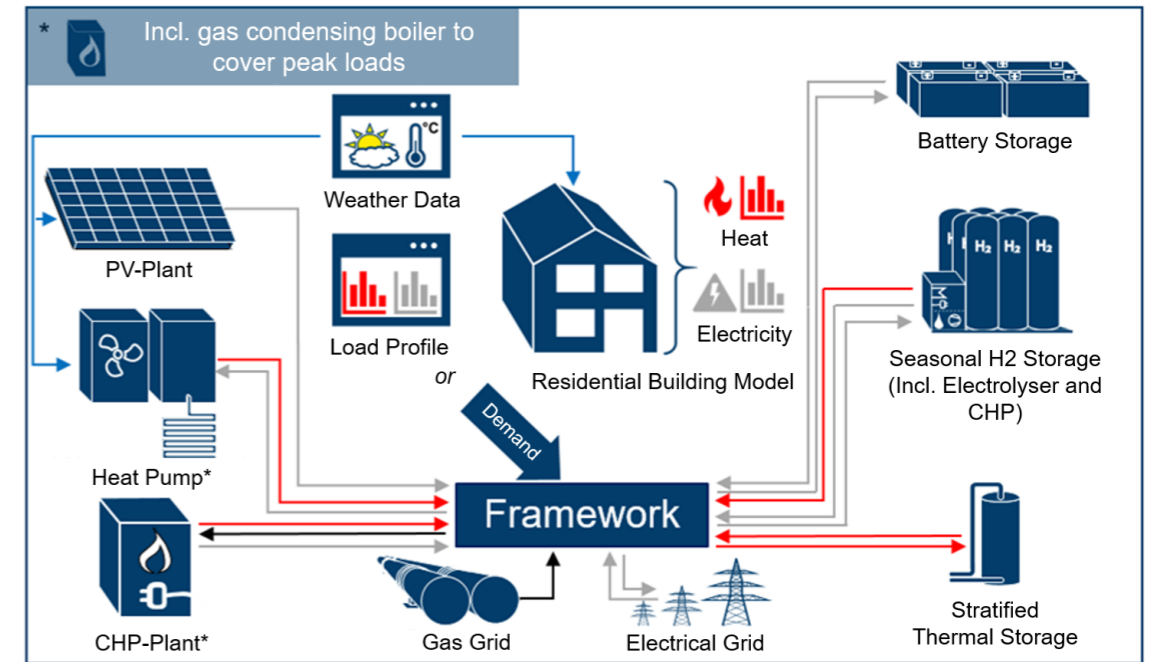 *
Incl. gas condensing boiler to
cover peak loads
°C
Weather Data
PV-Plant
Load Profile
or
Heat
Electricity
Residential Building Model
Battery Storage
H₂
H₂
H₂
H₂
M
Seasonal H2 Storage
(Incl. Electrolyser and
CHP)
Demand
Heat Pump*
Framework
CHP-Plant*
Gas Grid
Electrical Grid
Stratified
Thermal Storage